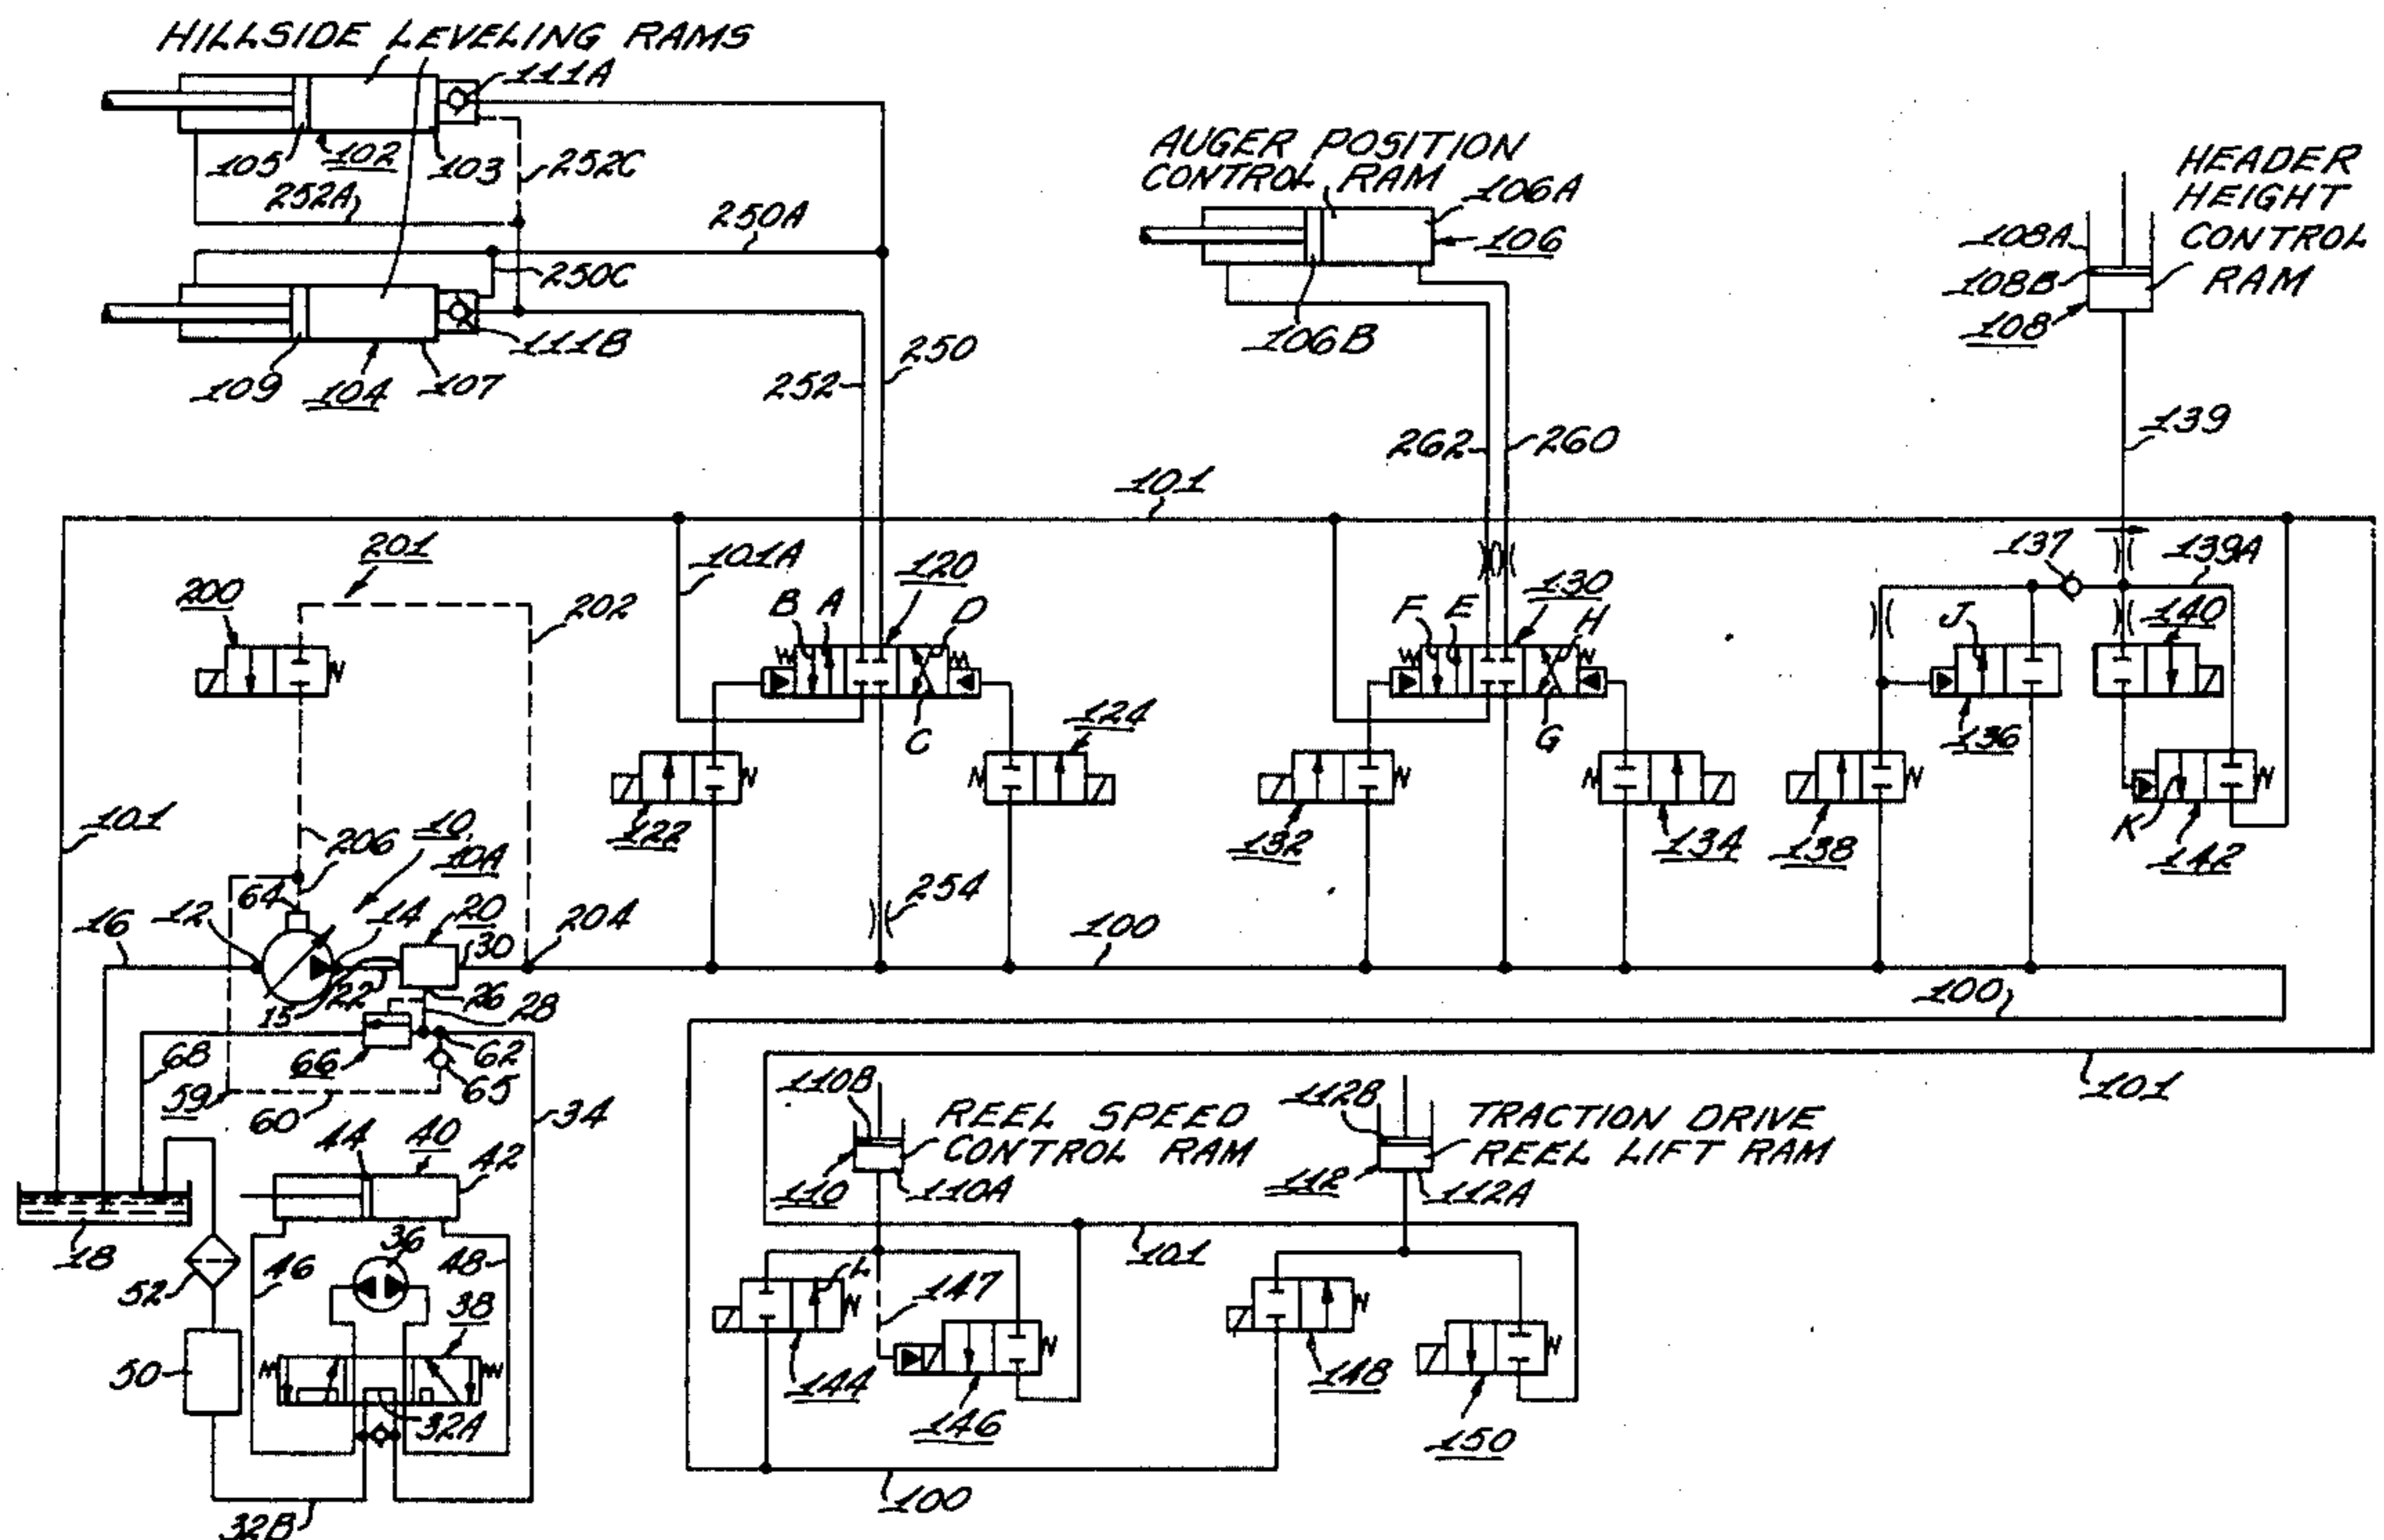 HILLSIDE LEVELING RAMS
111A
105
102
103
252C
252A
250A
250C
111B
109
104
107
252
250
AUGER POSITION
CONTROL RAM
106A
106
106B
262
260
HEADER
HEIGHT
CONTROL
RAM
108A
108B
108
139
101
201
200
202
101A
120
B
A
D
C
122
124
130
F
E
H
G
132
134
137
139A
140
J
136
138
K
142
101
206
10
10A
64
16
12
14
20
30
204
254
100
15
22
26
28
100
68
66
62
65
59
60
34
101
44
40
42
18
52
46
36
48
38
50
32A
32B
110B
REEL SPEED
CONTROL RAM
110
110A
112B
TRACTION DRIVE
REEL LIFT RAM
112
112A
101
L
147
144
146
148
150
100